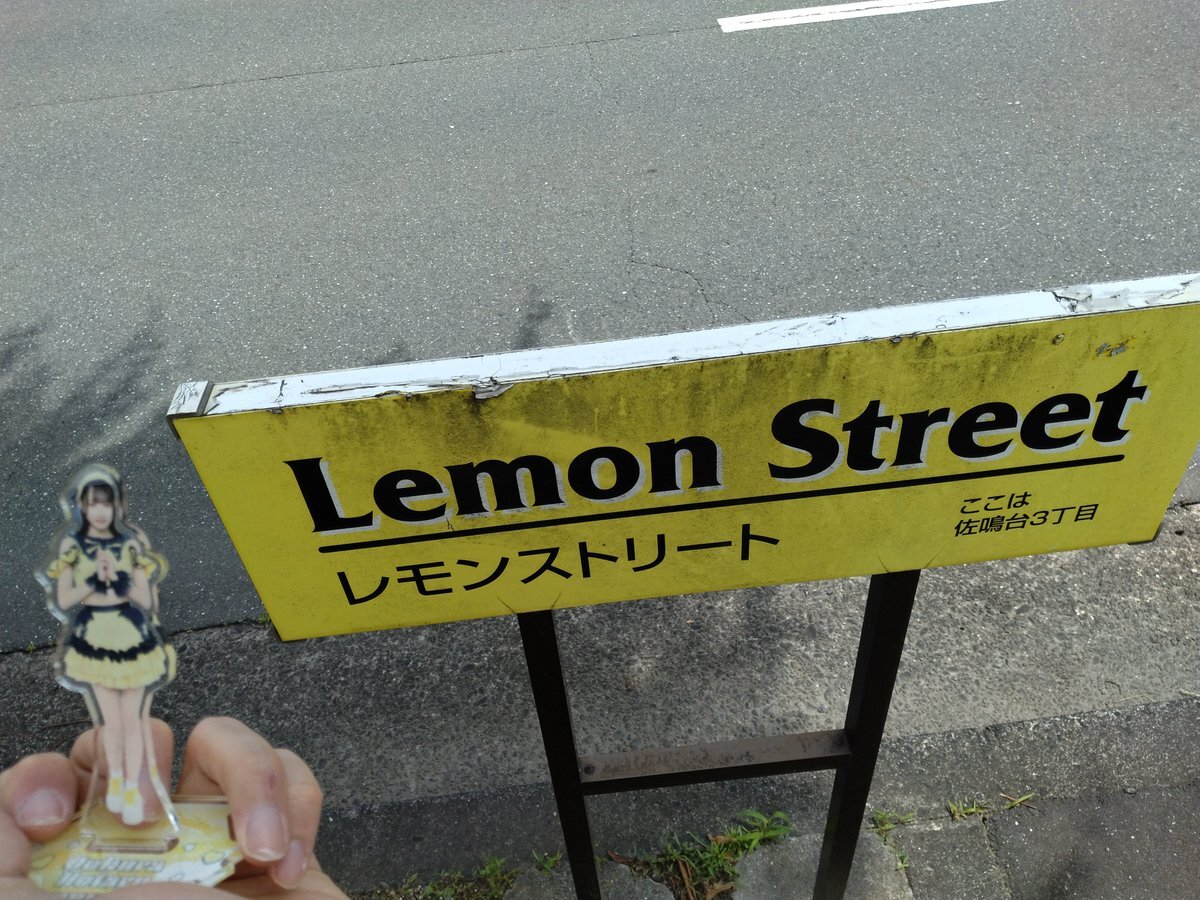 Lemon Street
レモンストリート
ここは
佐鳴台3丁目